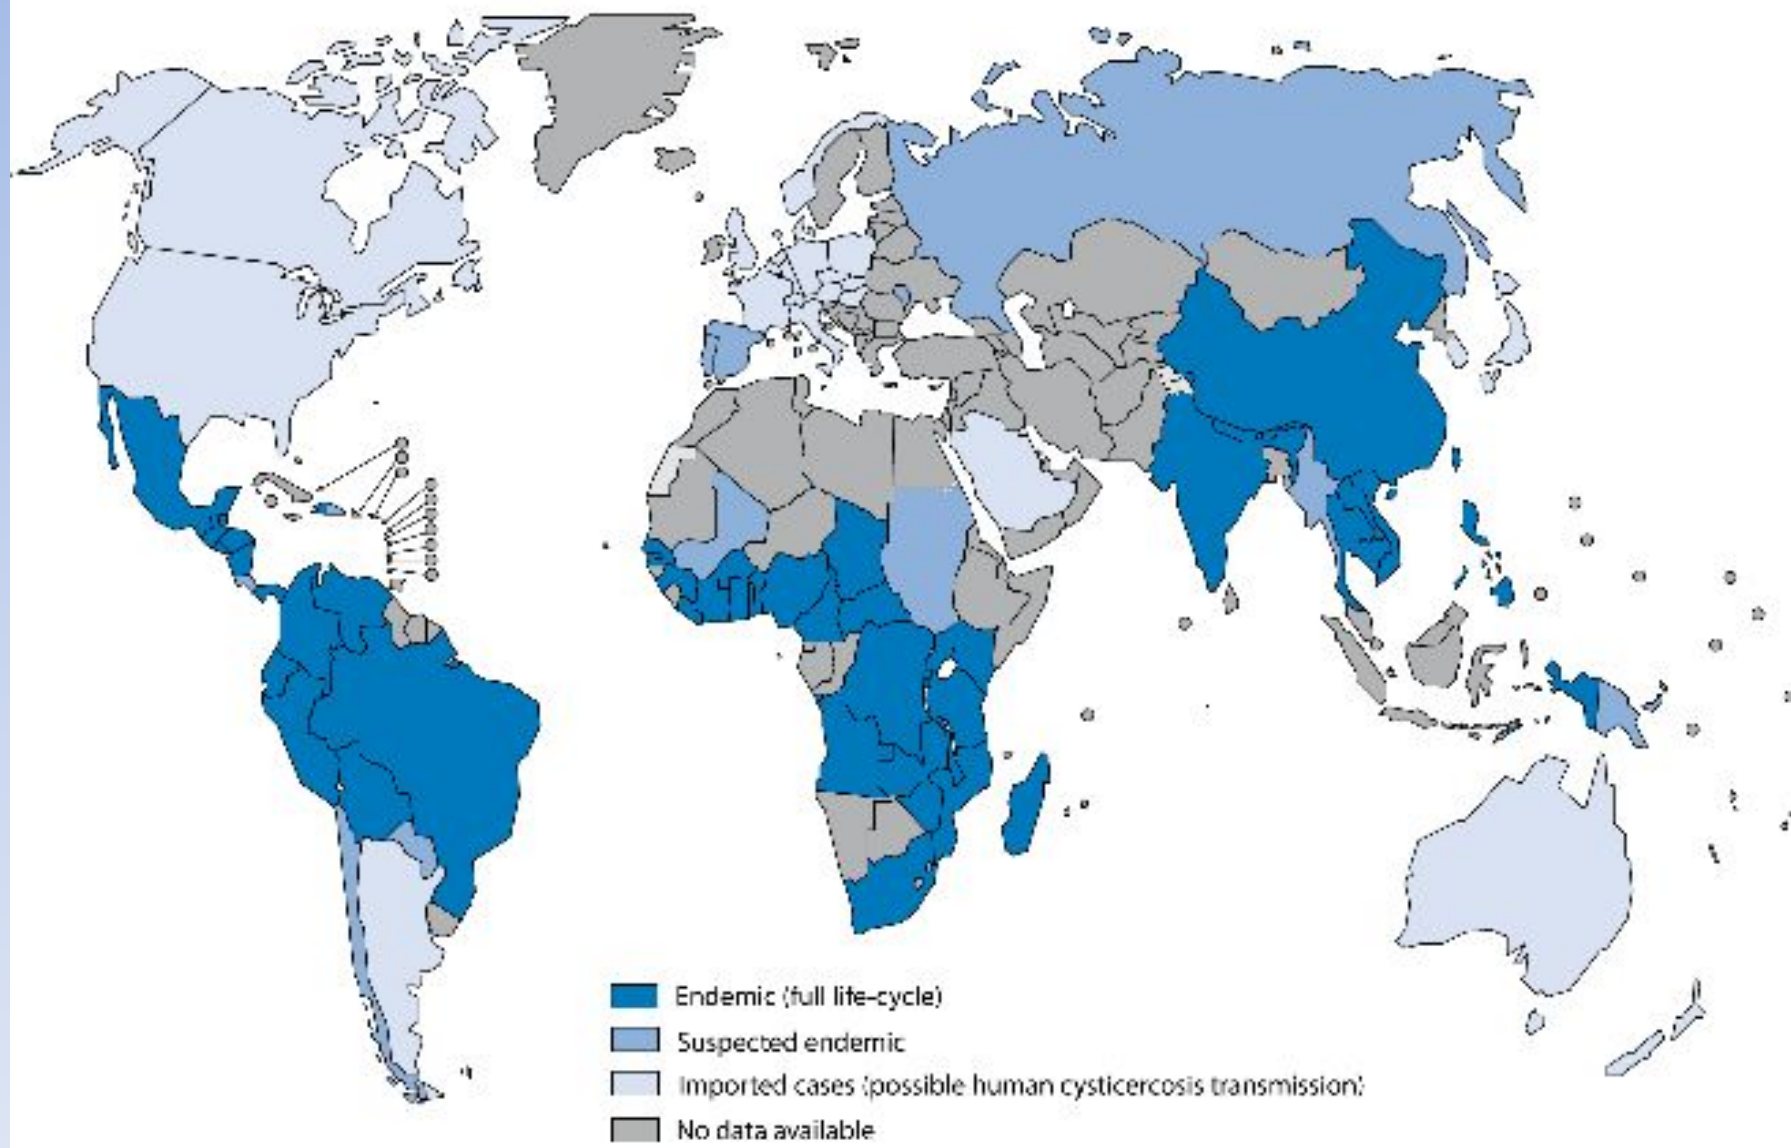 Endemic (full life-cycle)
Suspected endemic
Imported cases (possible human cysticercosis transmission)
No data available